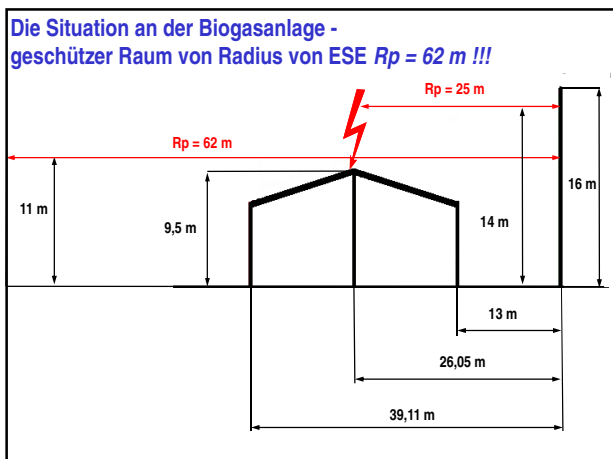 Die Situation an der Biogasanlage -
geschützer Raum von Radius von ESE Rp = 62 m !!!
Rp = 25 m
Rp = 62 m
16 m
11 m
14 m
9,5 m
13 m
26,05 m
39,11 m